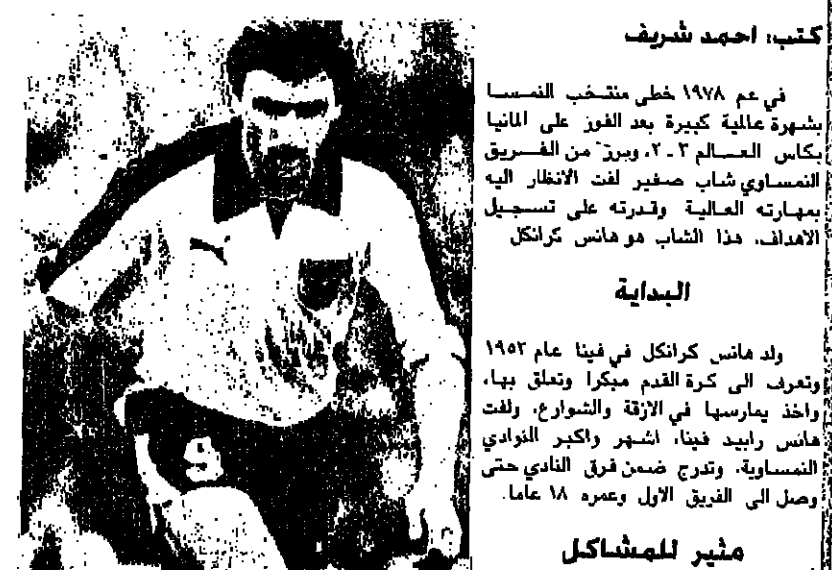 كتب: احمد شريف
في عم ١٩٧٨ خطى منتخب النمسا
بشهرة عالمية كبيرة بعد الفوز على المانيا
بكاس العالم ٣ ـ ٢، وبرز من الفريق
النمساوي شاب صغير لفت الانظار اليه
بمهارته العالية وقدرته على تسجيل
الاهداف، هذا الشاب هو هانس كرانكل
البداية
ولد هانس كرانكل في فينا عام ١٩٥٣
وتعرف الى كرة القدم مبكرا وتعلق بها،
واخذ يمارسها في الازقة والشوارع، ولفت
هانس رابيد فينا، اشهر واكبر النوادي
النمساوية، وتدرج ضمن فرق النادي حتى
وصل الى الفريق الاول وعمره ١٨ عاما.
مثير للمشاكل